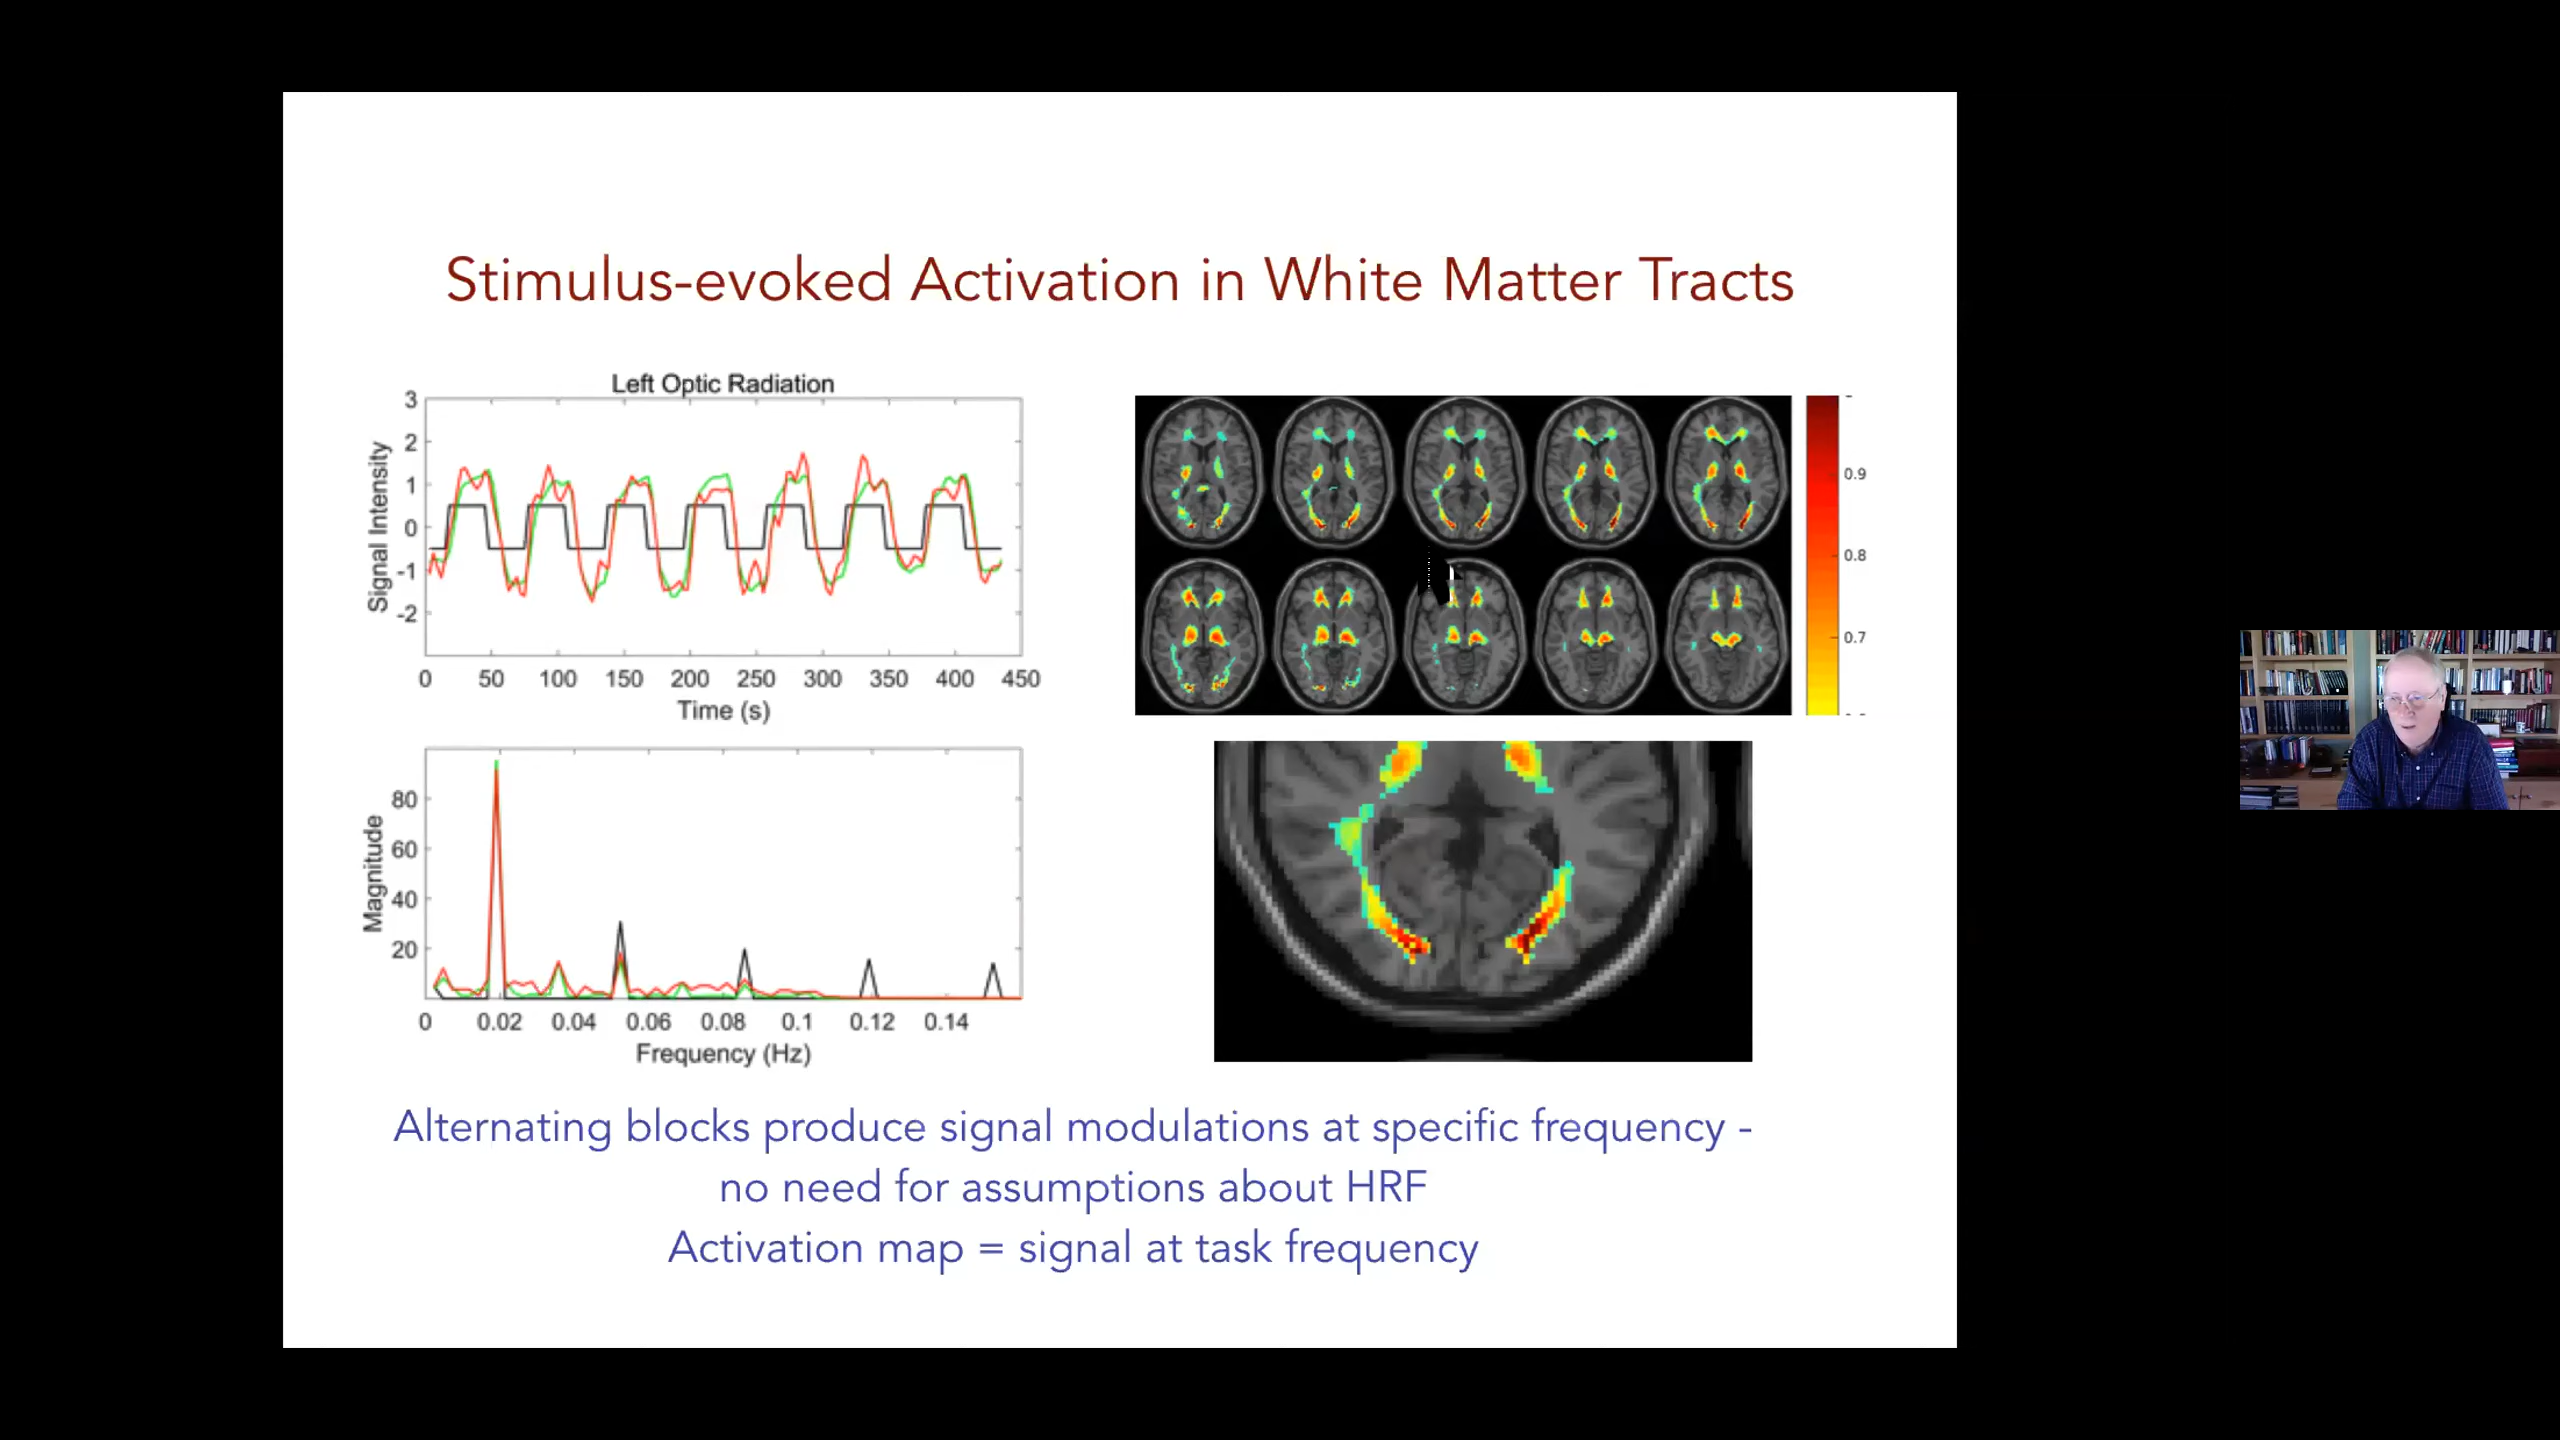 Stimulus-evoked Activation in White Matter Tracts
Left Optic Radiation
Signal Intensity
3
2
1
0
-1
-2
0 50 100 150 200 250 300 350 400 450
Time (s)
0.9
0.8
0.7
Magnitude
80
60
40
20
0 0.02 0.04 0.06 0.08 0.1 0.12 0.14
Frequency (Hz)
Alternating blocks produce signal modulations at specific frequency -
no need for assumptions about HRF
Activation map = signal at task frequency